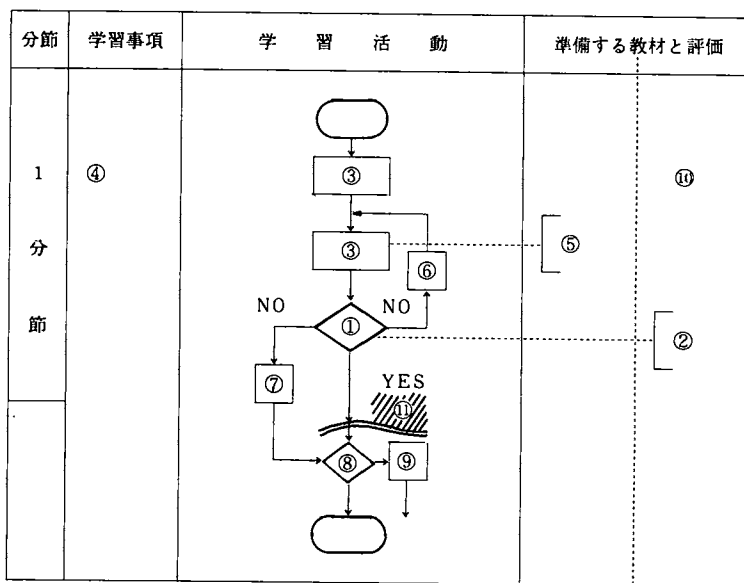 分節 学習事項 学習活動 準備する教材と評価
1 ④ ③ ⑩
分 ③ ⑤
⑥
節 NO NO ① ②
⑦ YES
⑪
⑧ ⑨